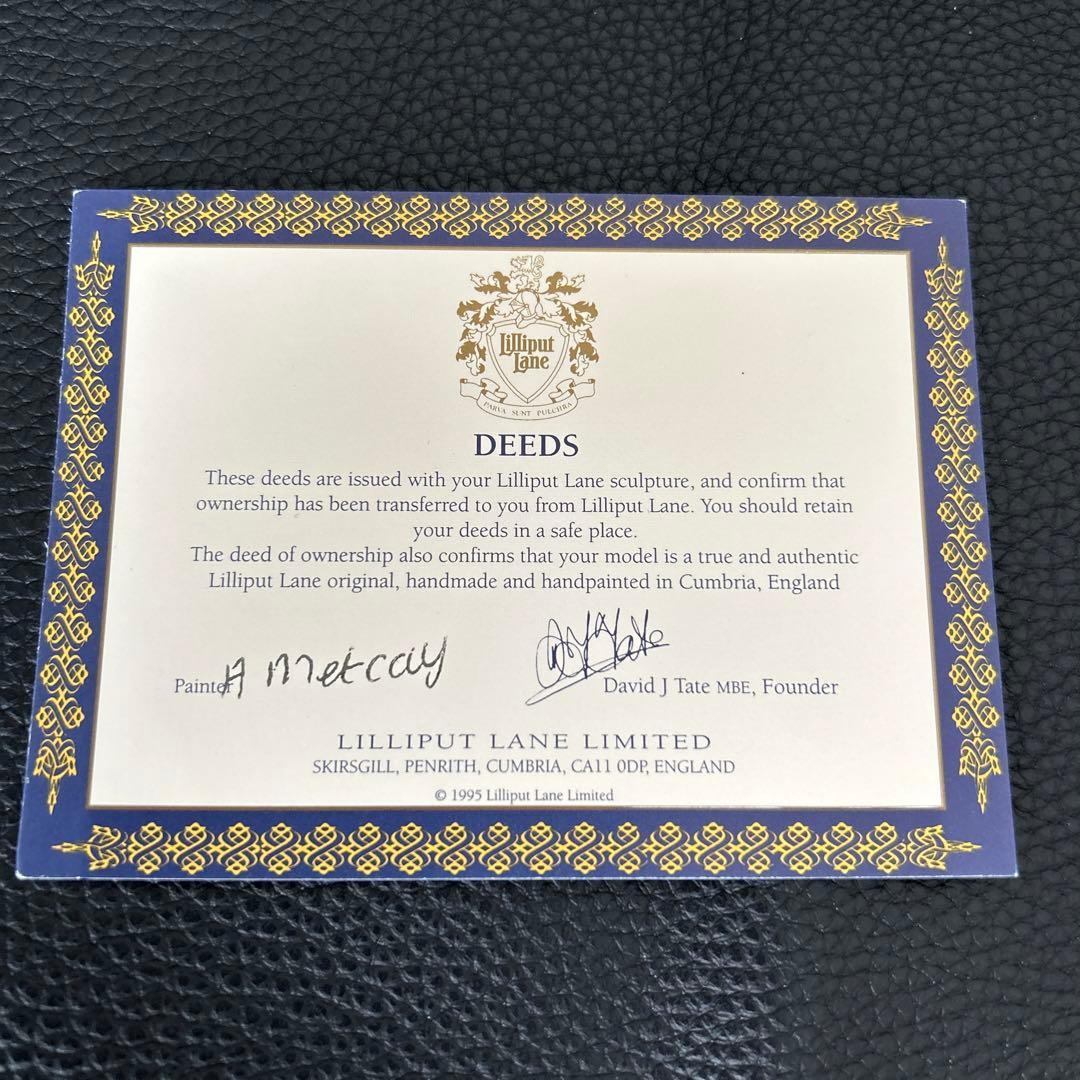 Lilliput
Lane
PARVA SUNT PULCHRA
DEEDS
These deeds are issued with your Lilliput Lane sculpture, and confirm that
ownership has been transferred to you from Lilliput Lane. You should retain
your deeds in a safe place.
The deed of ownership also confirms that your model is a true and authentic
Lilliput Lane original, handmade and handpainted in Cumbria, England
Painter A Metcay
David J Tate MBE, Founder
LILLIPUT LANE LIMITED
SKIRSGILL, PENRITH, CUMBRIA, CA11 0DP, ENGLAND
© 1995 Lilliput Lane Limited